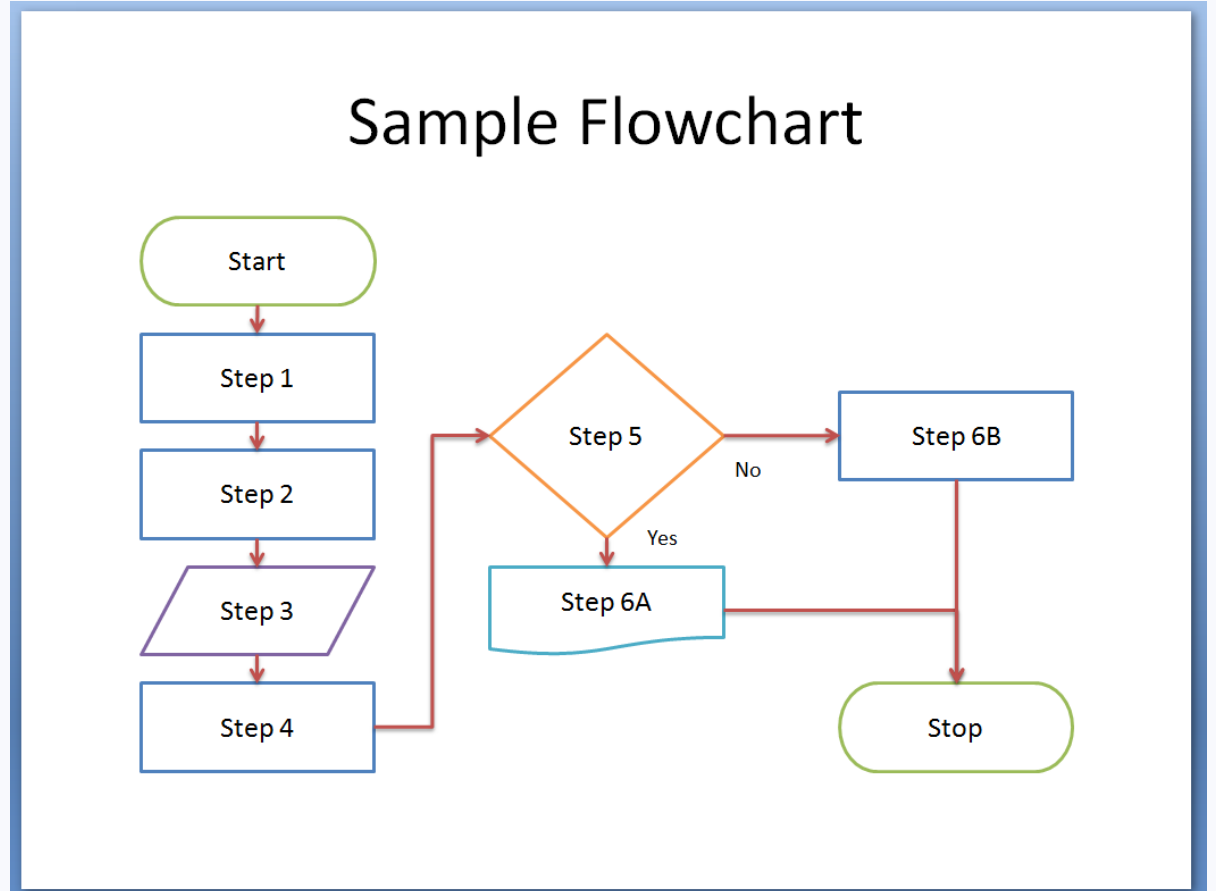 Sample Flowchart
Start
Step 1
Step 2
Step 3
Step 4
Step 5
No
Yes
Step 6A
Step 6B
Stop